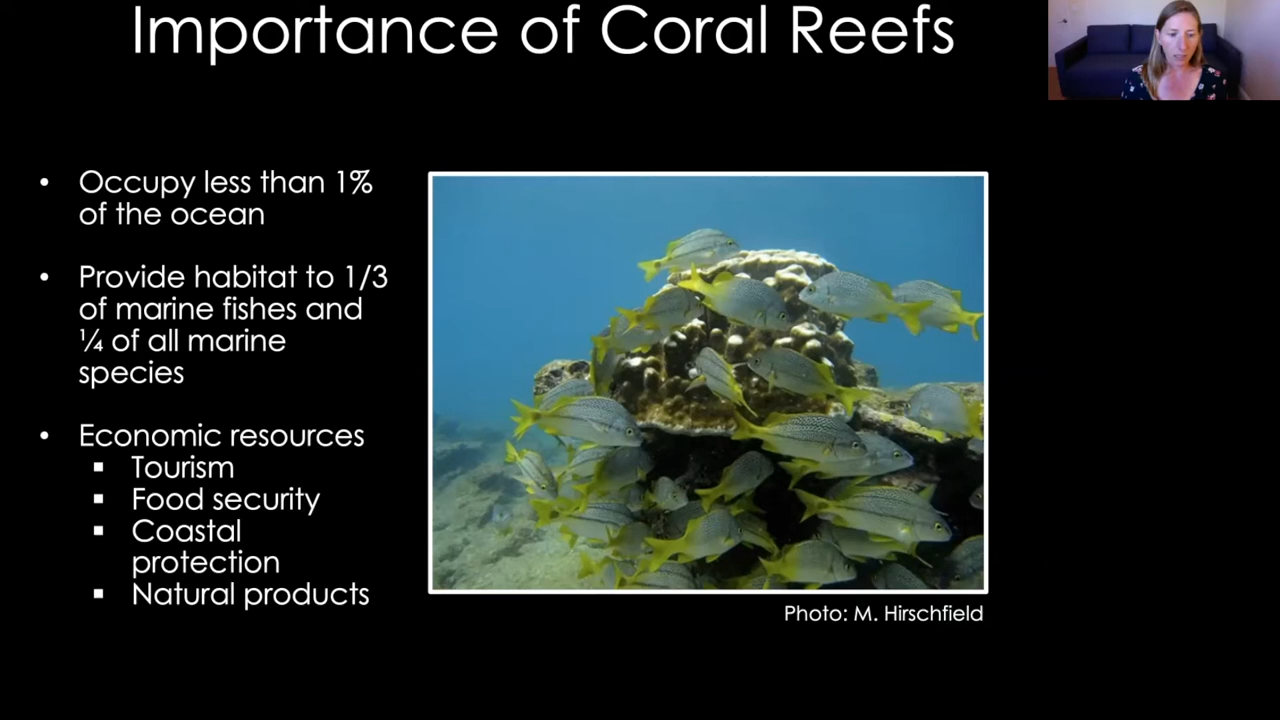 Importance of Coral Reefs
• Occupy less than 1%
of the ocean
• Provide habitat to 1/3
of marine fishes and
¼ of all marine
species
• Economic resources
▪ Tourism
▪ Food security
▪ Coastal
protection
▪ Natural products
Photo: M. Hirschfield